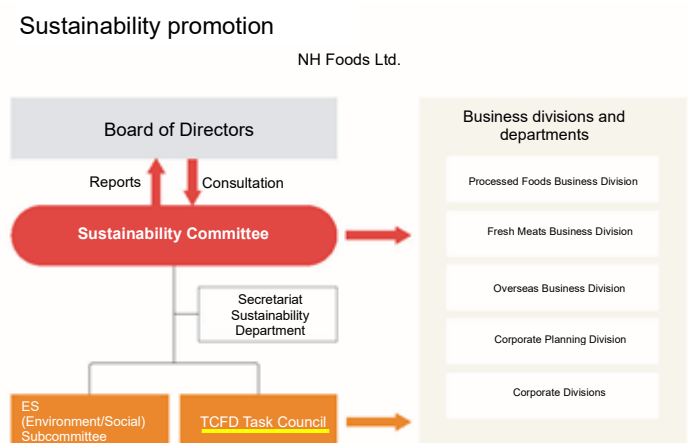 Sustainability promotion
NH Foods Ltd.
Board of Directors
Reports
Consultation
Sustainability Committee
Secretariat
Sustainability
Department
ES
(Environment/Social)
Subcommittee
TCFD Task Council
Business divisions and
departments
Processed Foods Business Division
Fresh Meats Business Division
Overseas Business Division
Corporate Planning Division
Corporate Divisions